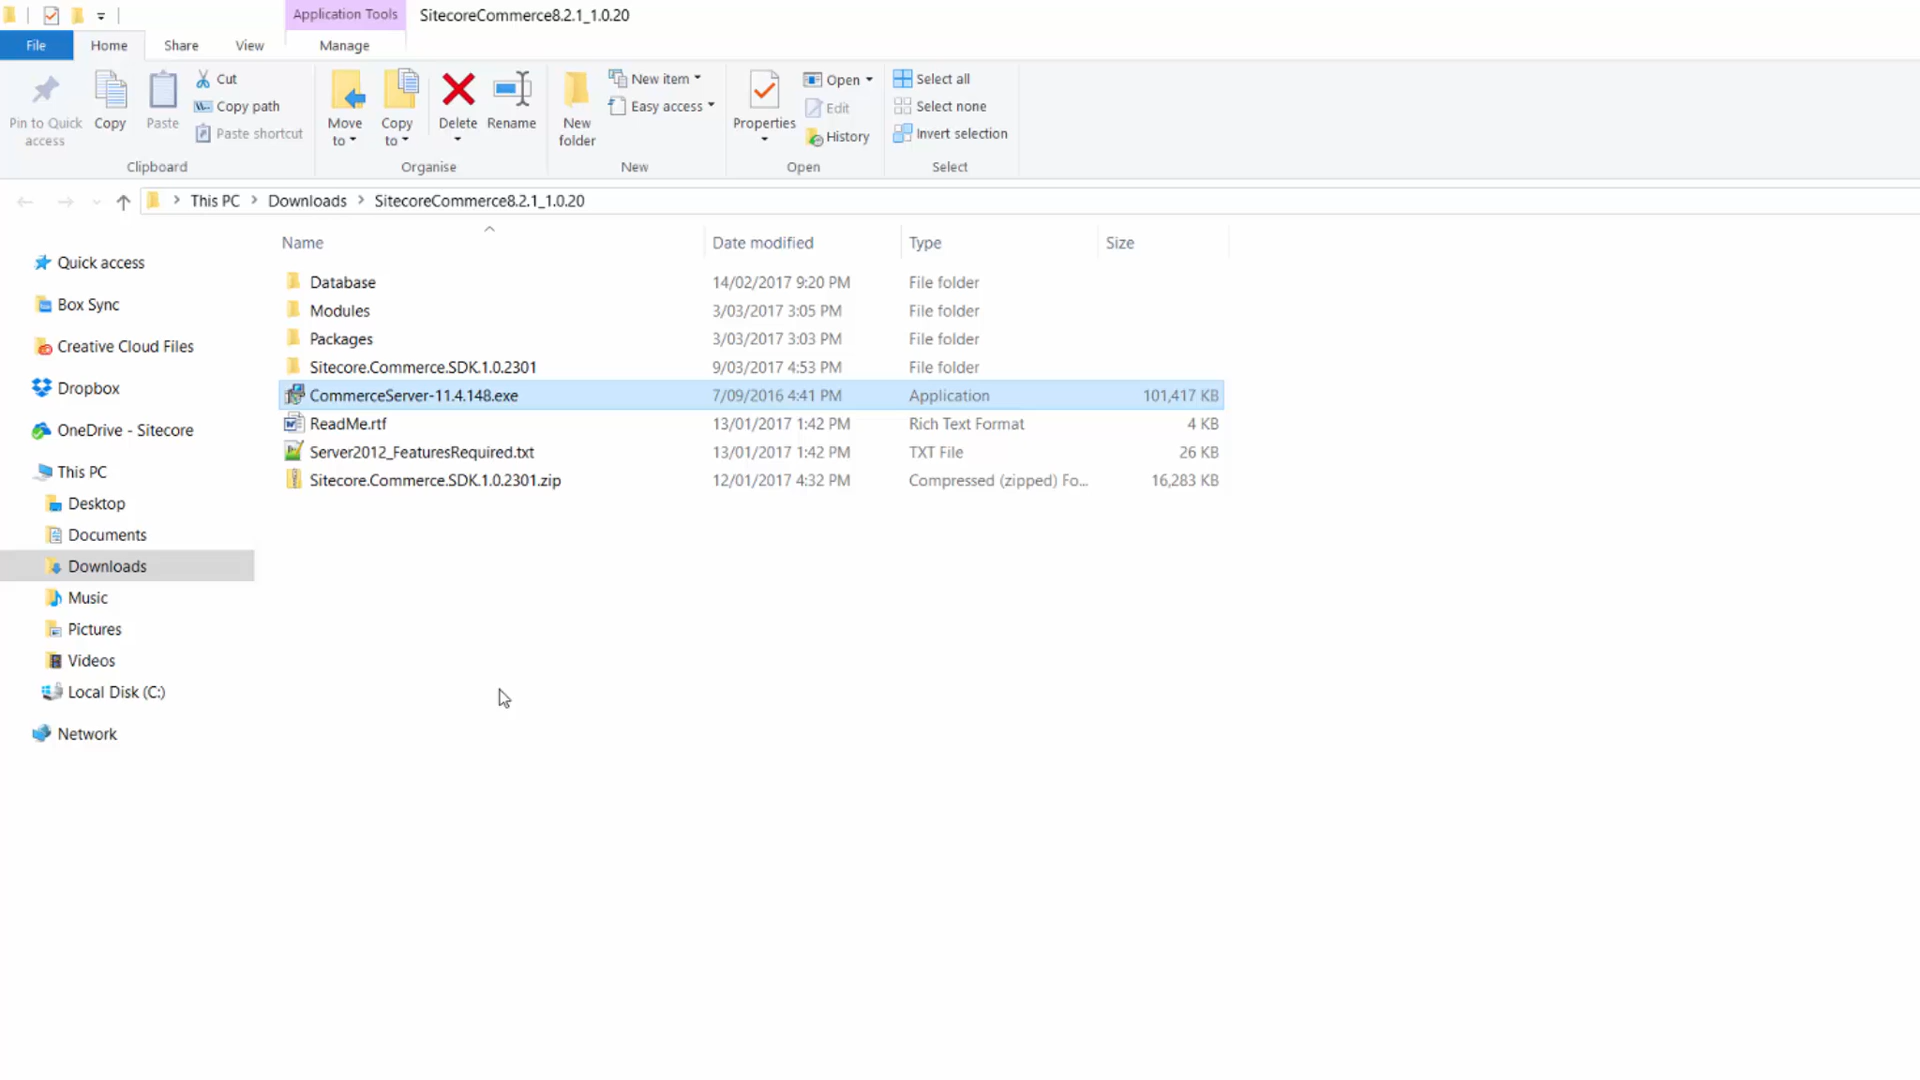 Application Tools
SitecoreCommerce8.2.1_1.0.20
File
Home
Share
View
Manage
Pin to Quick access
Copy
Paste
Cut
Copy path
Paste shortcut
Clipboard
Move to
Copy to
Delete
Rename
Organise
New folder
New item
Easy access
New
Properties
Open
Edit
History
Open
Select all
Select none
Invert selection
Select
This PC > Downloads > SitecoreCommerce8.2.1_1.0.20
Quick access
Box Sync
Creative Cloud Files
Dropbox
OneDrive - Sitecore
This PC
Desktop
Documents
Downloads
Music
Pictures
Videos
Local Disk (C:)
Network
Name Date modified Type Size
Database 14/02/2017 9:20 PM File folder
Modules 3/03/2017 3:05 PM File folder
Packages 3/03/2017 3:03 PM File folder
Sitecore.Commerce.SDK.1.0.2301 9/03/2017 4:53 PM File folder
CommerceServer-11.4.148.exe 7/09/2016 4:41 PM Application 101,417 KB
ReadMe.rtf 13/01/2017 1:42 PM Rich Text Format 4 KB
Server2012_FeaturesRequired.txt 13/01/2017 1:42 PM TXT File 26 KB
Sitecore.Commerce.SDK.1.0.2301.zip 12/01/2017 4:32 PM Compressed (zipped) Fo... 16,283 KB